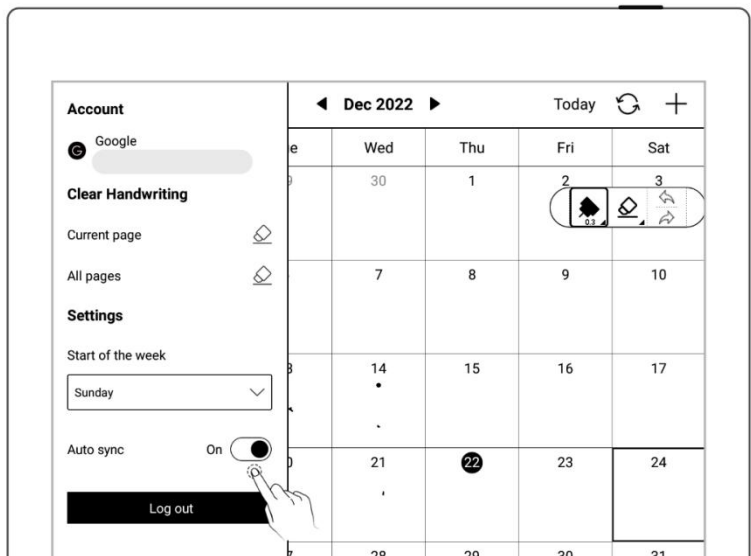 Account
Google
Clear Handwriting
Current page
All pages
Settings
Start of the week
Sunday
Auto sync On
Log out
Dec 2022 Today
e Wed Thu Fri Sat
30 1 2 3
0.3
7 8 9 10
14 15 16 17
21 22 23 24
28 29 30 31